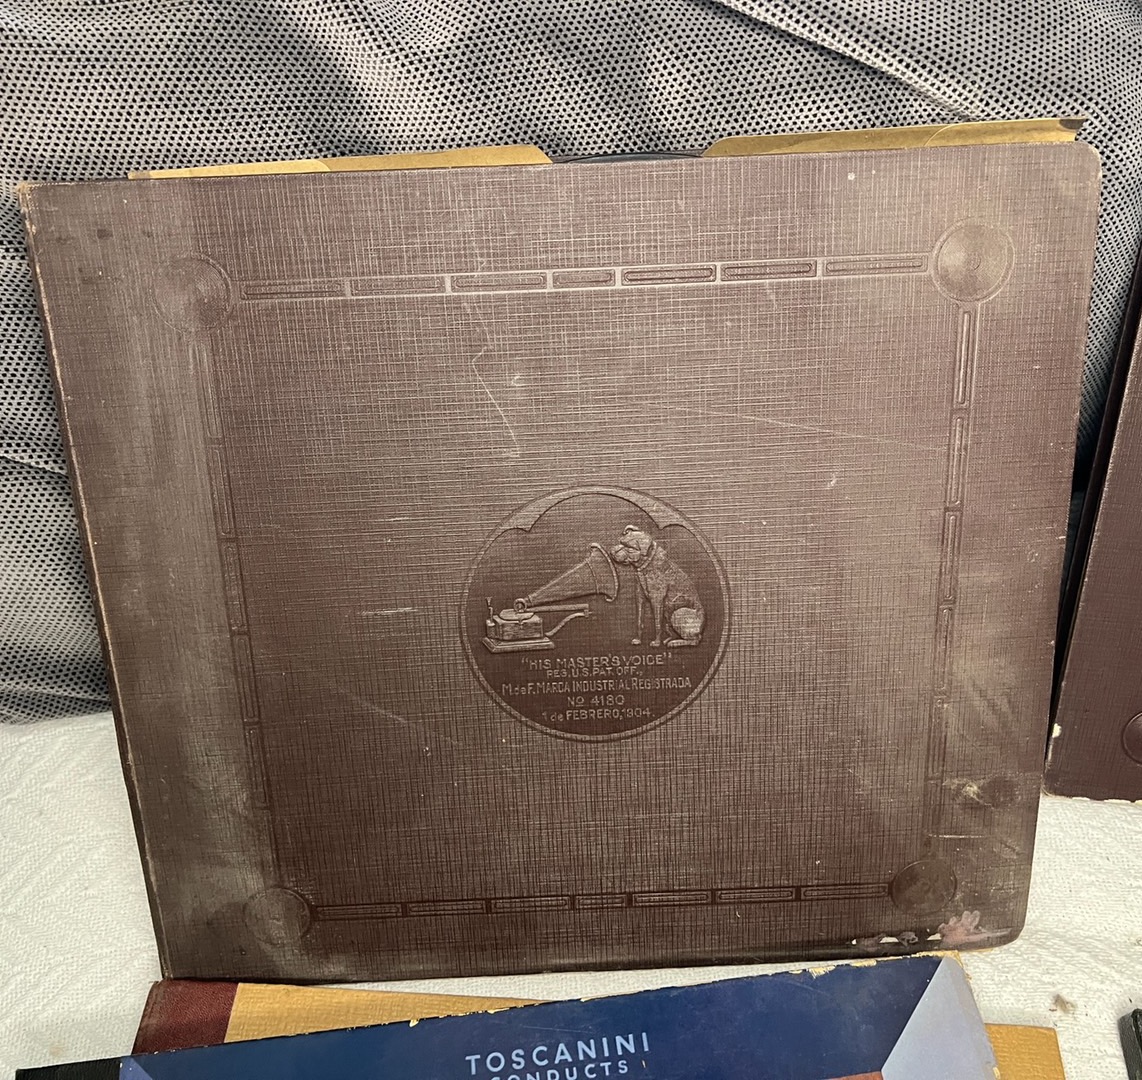 "HIS MASTER'S VOICE"
REG. U.S. PAT. OFF.,
M de F. MARCA INDUSTRIAL REGISTRADA
Nº 4180
1 de FEBRERO, 1904
TOSCANINI
CONDUCTS